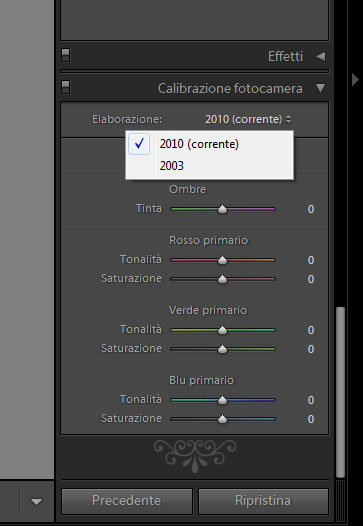 Effetti
Calibrazione fotocamera
Elaborazione: 2010 (corrente)
2010 (corrente)
2003
Ombre
Tinta 0
Rosso primario
Tonalità 0
Saturazione 0
Verde primario
Tonalità 0
Saturazione 0
Blu primario
Tonalità 0
Saturazione 0
Precedente Ripristina